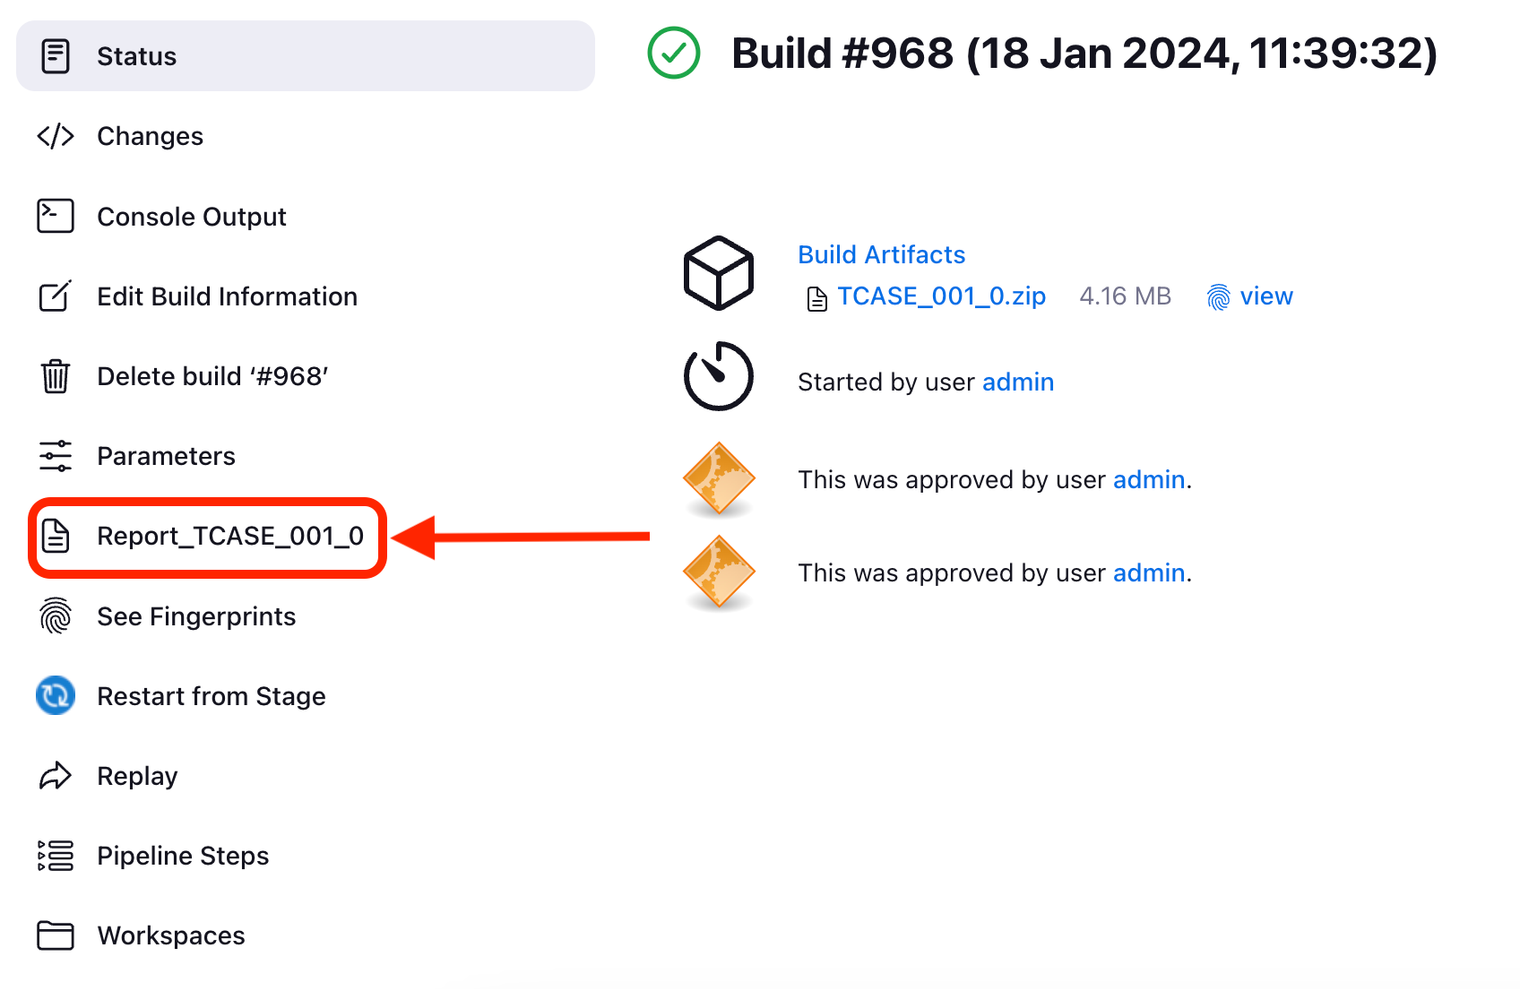 Status
Changes
Console Output
Edit Build Information
Delete build ‘#968’
Parameters
Report_TCASE_001_0
See Fingerprints
Restart from Stage
Replay
Pipeline Steps
Workspaces
Build #968 (18 Jan 2024, 11:39:32)
Build Artifacts
TCASE_001_0.zip 4.16 MB view
Started by user admin
This was approved by user admin.
This was approved by user admin.